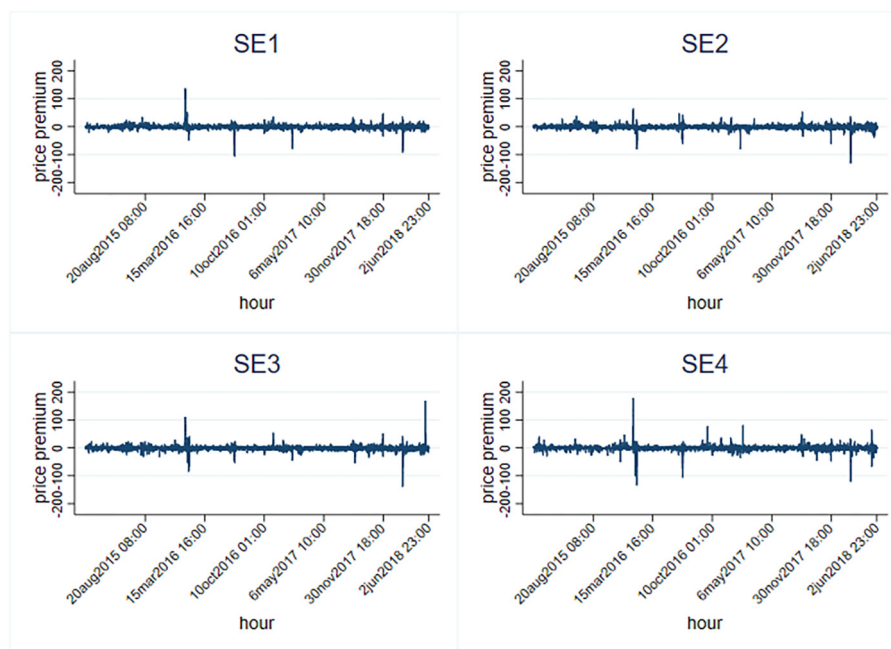 SE1
price premium
-200 -100 0 100 200
20aug2015 08:00
15mar2016 16:00
10oct2016 01:00
6may2017 10:00
30nov2017 18:00
2jun2018 23:00
hour
SE2
price premium
-200 -100 0 100 200
20aug2015 08:00
15mar2016 16:00
10oct2016 01:00
6may2017 10:00
30nov2017 18:00
2jun2018 23:00
hour
SE3
price premium
-200 -100 0 100 200
20aug2015 08:00
15mar2016 16:00
10oct2016 01:00
6may2017 10:00
30nov2017 18:00
2jun2018 23:00
hour
SE4
price premium
-200 -100 0 100 200
20aug2015 08:00
15mar2016 16:00
10oct2016 01:00
6may2017 10:00
30nov2017 18:00
2jun2018 23:00
hour